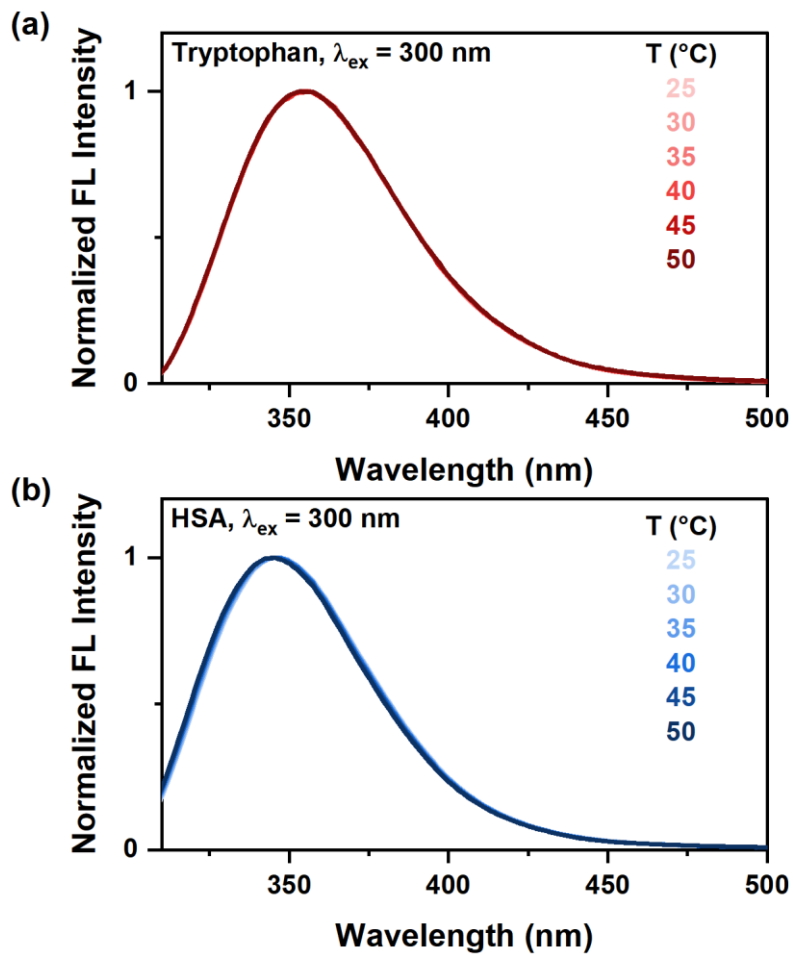 (a)
Tryptophan, λex = 300 nm
T (°C)
25
30
35
40
45
50
1
0
Normalized FL Intensity
350
400
450
500
Wavelength (nm)
(b)
HSA, λex = 300 nm
T (°C)
25
30
35
40
45
50
1
0
Normalized FL Intensity
350
400
450
500
Wavelength (nm)